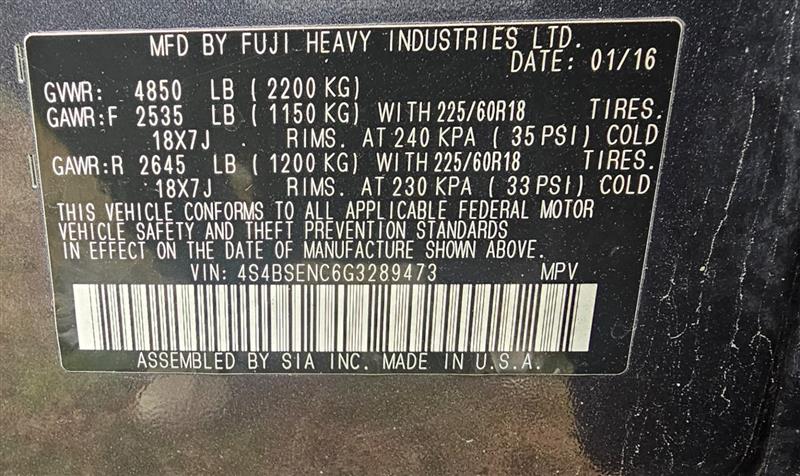 MFD BY FUJI HEAVY INDUSTRIES LTD.
DATE: 01/16
GVWR: 4850 LB ( 2200 KG)
GAWR:F 2535 LB ( 1150 KG) WITH 225/60R18 TIRES.
18X7J RIMS. AT 240 KPA ( 35 PSI) COLD
GAWR:R 2645 LB ( 1200 KG) WITH 225/60R18 TIRES.
18X7J RIMS. AT 230 KPA ( 33 PSI) COLD
THIS VEHICLE CONFORMS TO ALL APPLICABLE FEDERAL MOTOR
VEHICLE SAFETY AND THEFT PREVENTION STANDARDS
IN EFFECT ON THE DATE OF MANUFACTURE SHOWN ABOVE.
VIN: 4S4BSENC6G3289473 MPV
ASSEMBLED BY SIA INC. MADE IN U.S.A.